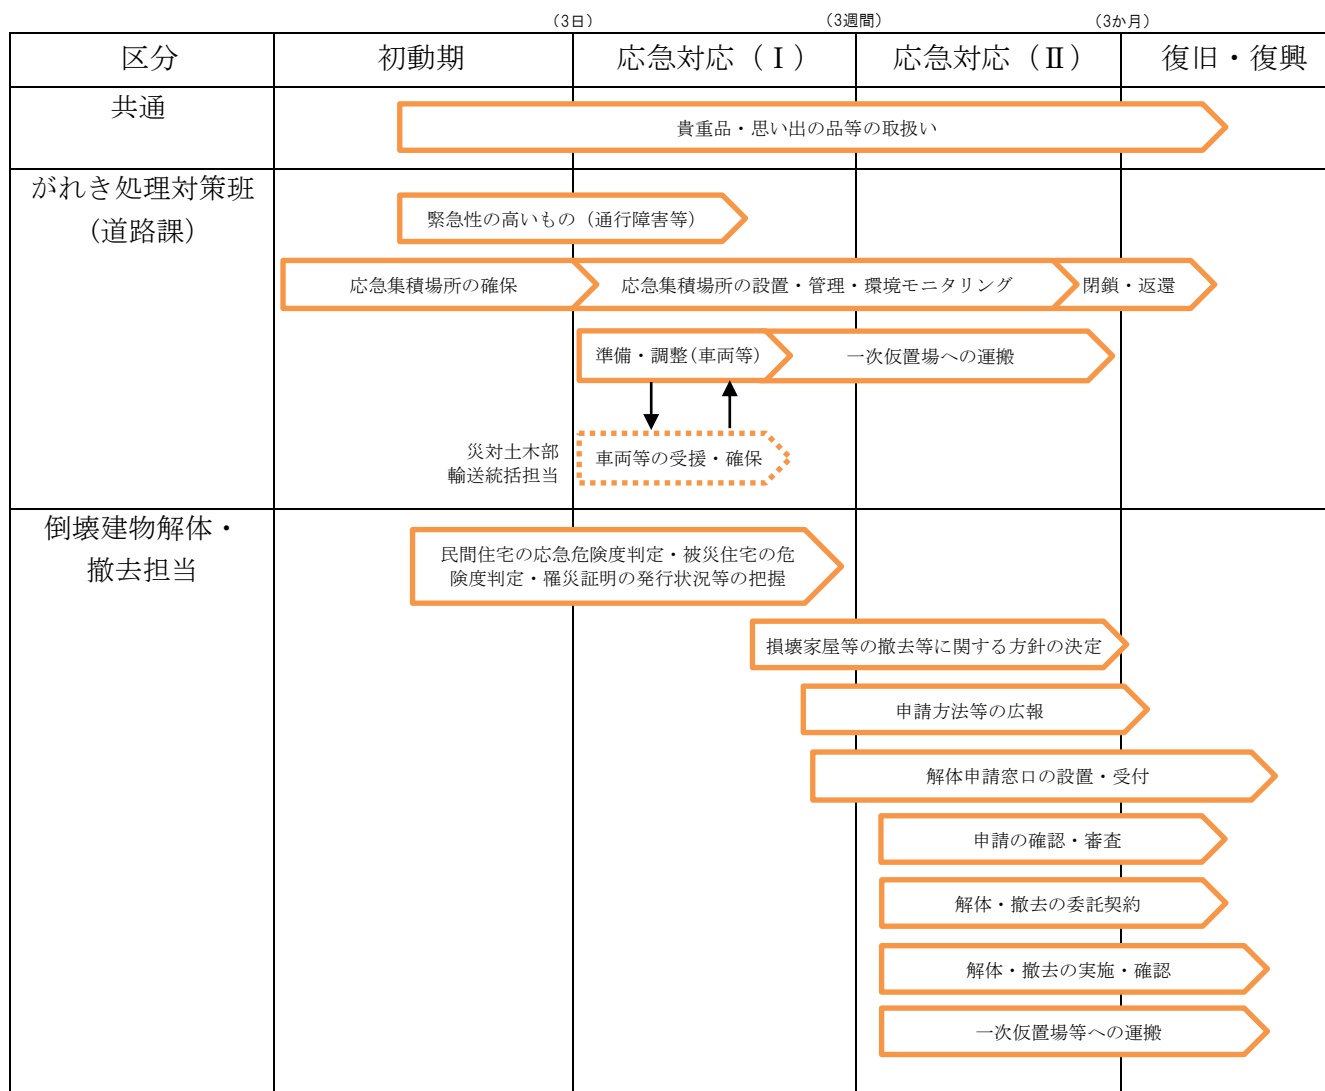 （3日）
（3週間）
（3か月）
区分
初動期
応急対応（Ⅰ）
応急対応（Ⅱ）
復旧・復興
共通
貴重品・思い出の品等の取扱い
がれき処理対策班
（道路課）
緊急性の高いもの（通行障害等）
応急集積場所の確保
応急集積場所の設置・管理・環境モニタリング
閉鎖・返還
準備・調整(車両等)
一次仮置場への運搬
災対土木部
輸送統括担当
車両等の受援・確保
倒壊建物解体・
撤去担当
民間住宅の応急危険度判定・被災住宅の危
険度判定・罹災証明の発行状況等の把握
損壊家屋等の撤去等に関する方針の決定
申請方法等の広報
解体申請窓口の設置・受付
申請の確認・審査
解体・撤去の委託契約
解体・撤去の実施・確認
一次仮置場等への運搬